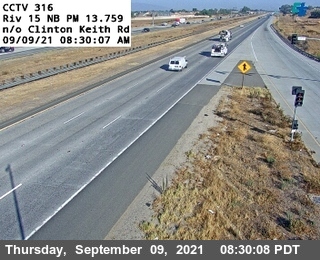 CCTV 316
Riv 15 NB PM 13.759
n/o Clinton Keith Rd
09/09/21 08:30:07 AM
Thursday, September 09, 2021 08:30:08 PDT